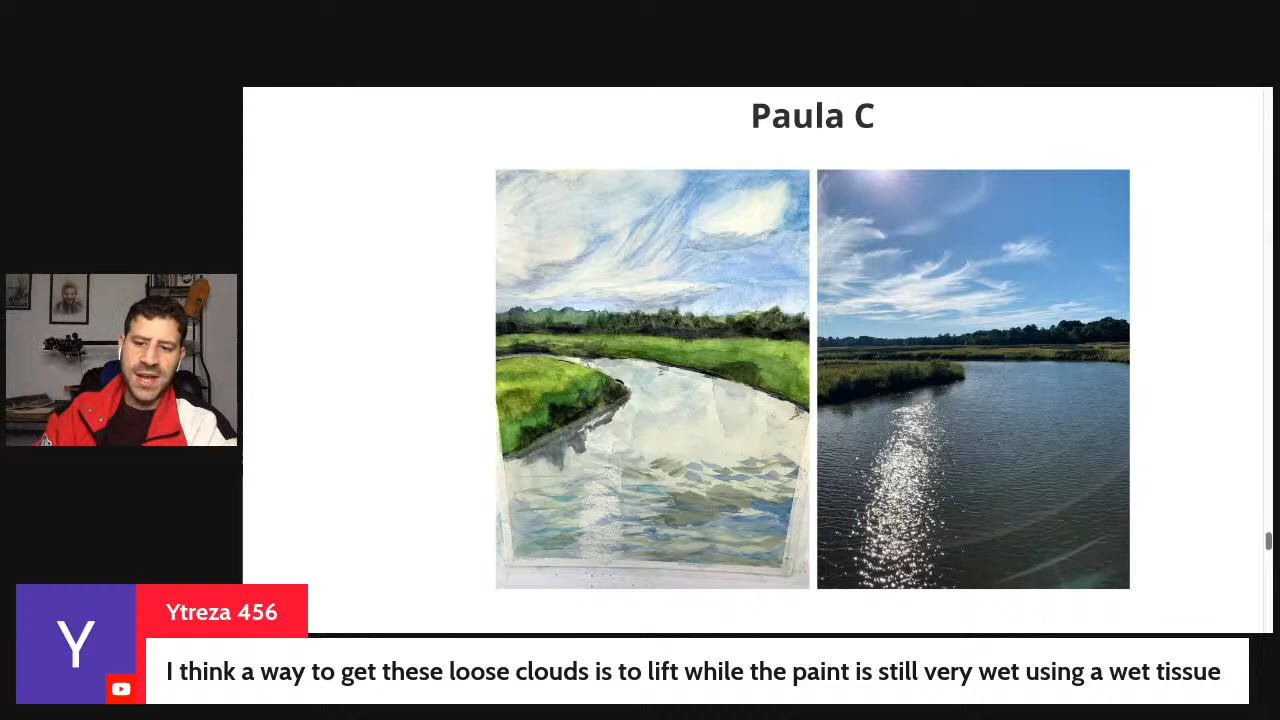 Paula C
Ytreza 456
Y
I think a way to get these loose clouds is to lift while the paint is still very wet using a wet tissue